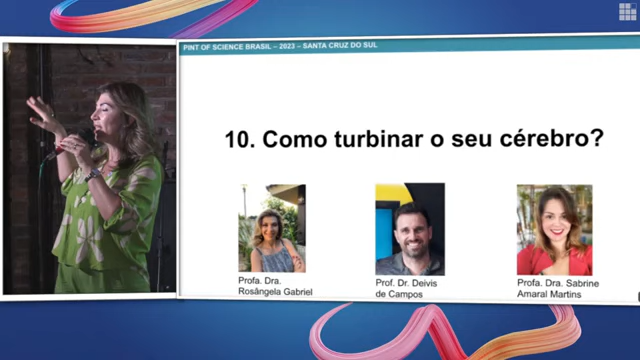 PINT OF SCIENCE BRASIL – 2023 – SANTA CRUZ DO SUL
10. Como turbinar o seu cérebro?
Profa. Dra.
Rosângela Gabriel
Prof. Dr. Deivis
de Campos
Profa. Dra. Sabrine
Amaral Martins